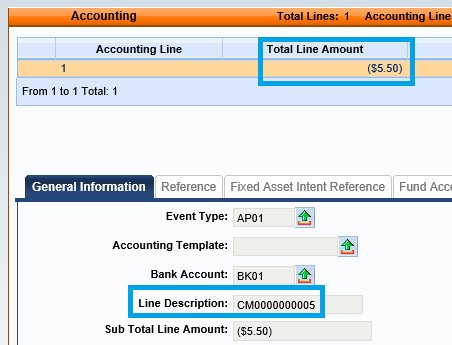 Accounting Total Lines: 1 Accounting Line
Accounting Line Total Line Amount
1 ($5.50)
From 1 to 1 Total: 1
General Information Reference Fixed Asset Intent Reference Fund Acc
Event Type: AP01
Accounting Template:
Bank Account: BK01
Line Description: CM0000000005
Sub Total Line Amount: ($5.50)